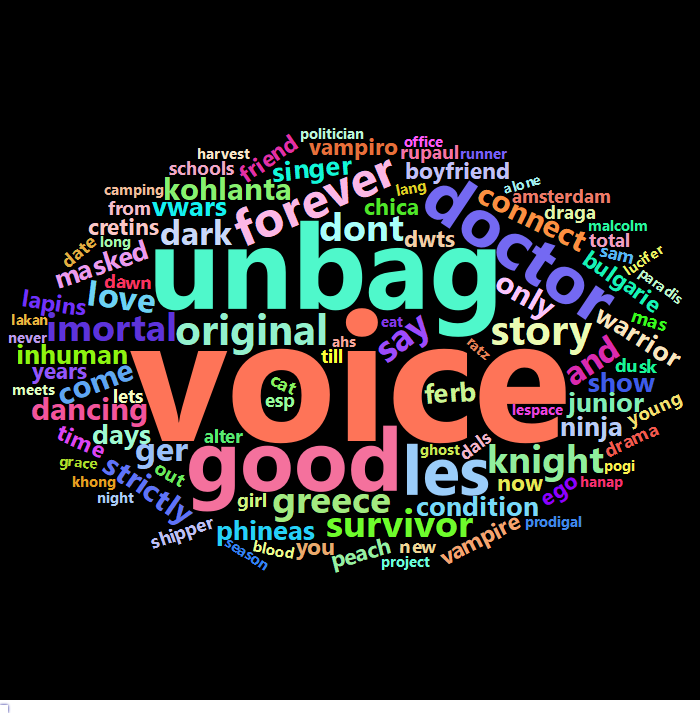 politician
office
harvest
friend
vampiro
rupaul
runner
schools
singer
boyfriend
alone
camping
kohlanta
forever
lang
doctor
connect
amsterdam
from
vwars
chica
draga
cretins
dark
dont
dwts
malcolm
date
long
total
sam
lucifer
masked
unbag
only
bulgarie
paradis
dawn
lapins
love
mas
lakan
imortal
original
say
story
warrior
never
eat
ahs
ratz
inhuman
till
and
dusk
years
come
voice
cat
show
meets
lets
esp
ferb
junior
young
dancing
lespace
time
days
ger
alter
good
les
ghost
dals
ninja
drama
grace
knight
pogi
khong
strictly
out
now
ego
hanap
night
girl
greece
condition
shipper
phineas
survivor
vampire
prodigal
season
blood
you
peach
new
project